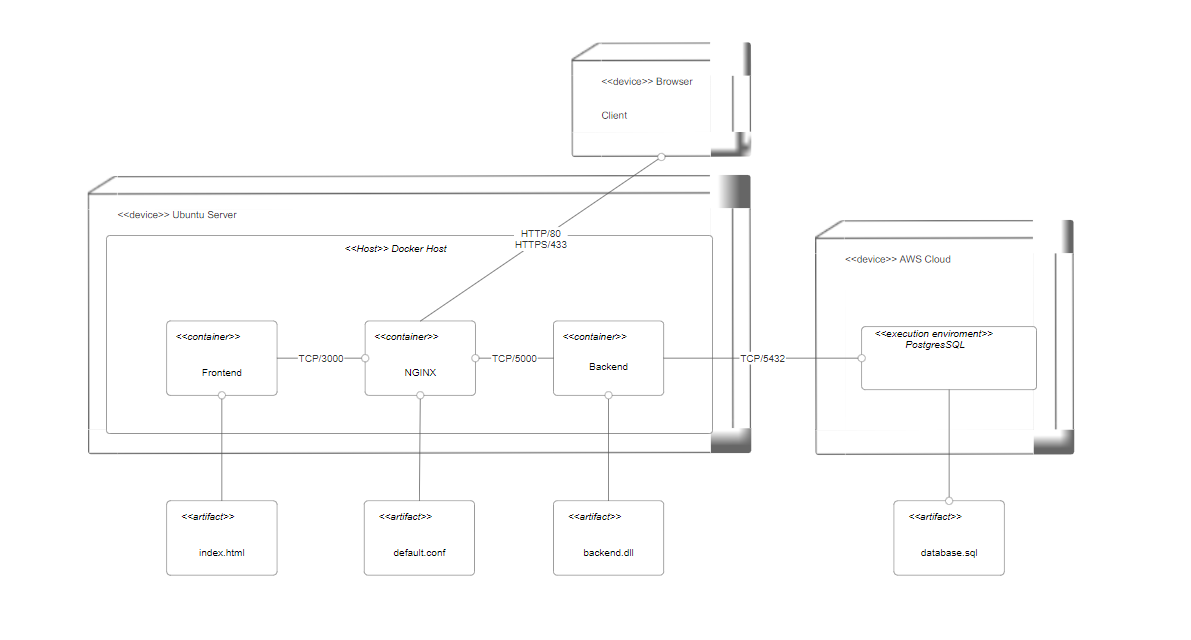 <<device>> Browser
Client
<<device>> Ubuntu Server
HTTP/80
HTTPS/433
<<Host>> Docker Host
<<device>> AWS Cloud
<<container>>
Frontend
TCP/3000
<<container>>
NGINX
TCP/5000
<<container>>
Backend
TCP/5432
<<execution enviroment>>
PostgresSQL
<<artifact>>
index.html
<<artifact>>
default.conf
<<artifact>>
backend.dll
<<artifact>>
database.sql